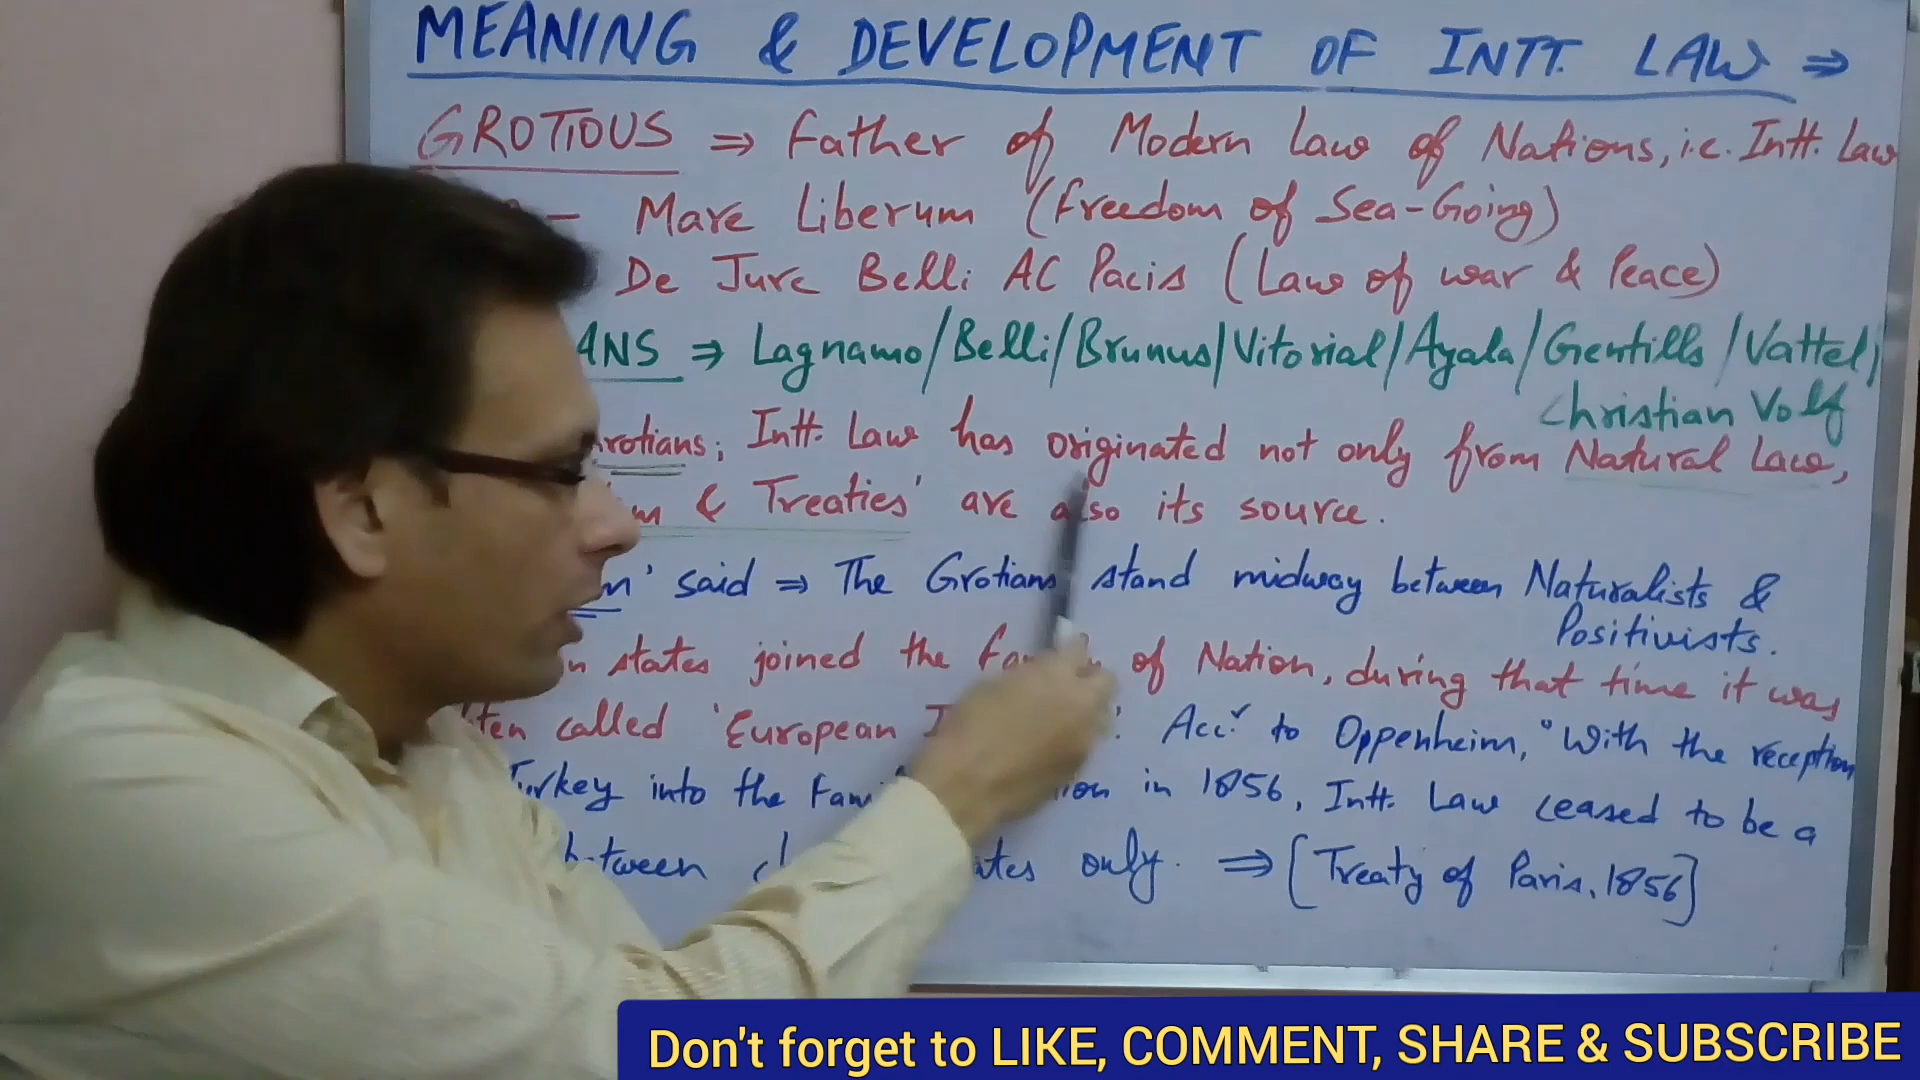 MEANING & DEVELOPMENT OF INTT. LAW ⇒
GROTIOUS ⇒ Father of Modern Law of Nations, i.e. Intt. Law
– Mare Liberum (Freedom of Sea-Going)
De Jure Belli AC Pacis (Law of war & Peace)
ANS ⇒ Lagnamo/Belli/Brunus/Vitorial/Ayala/Gentills/Vattel/
Christian Volf
rotians; Intt. Law has originated not only from Natural Law,
m & Treaties' are also its source.
m' said ⇒ The Grotians stand midway between Naturalists &
Positivists.
n states joined the of Nation, during that time it was
ten called 'European Acc. to Oppenheim, "With the reception
Turkey into the in 1856, Intt. Law ceased to be a
between only. ⇒ [Treaty of Paris, 1856]
Don't forget to LIKE, COMMENT, SHARE & SUBSCRIBE